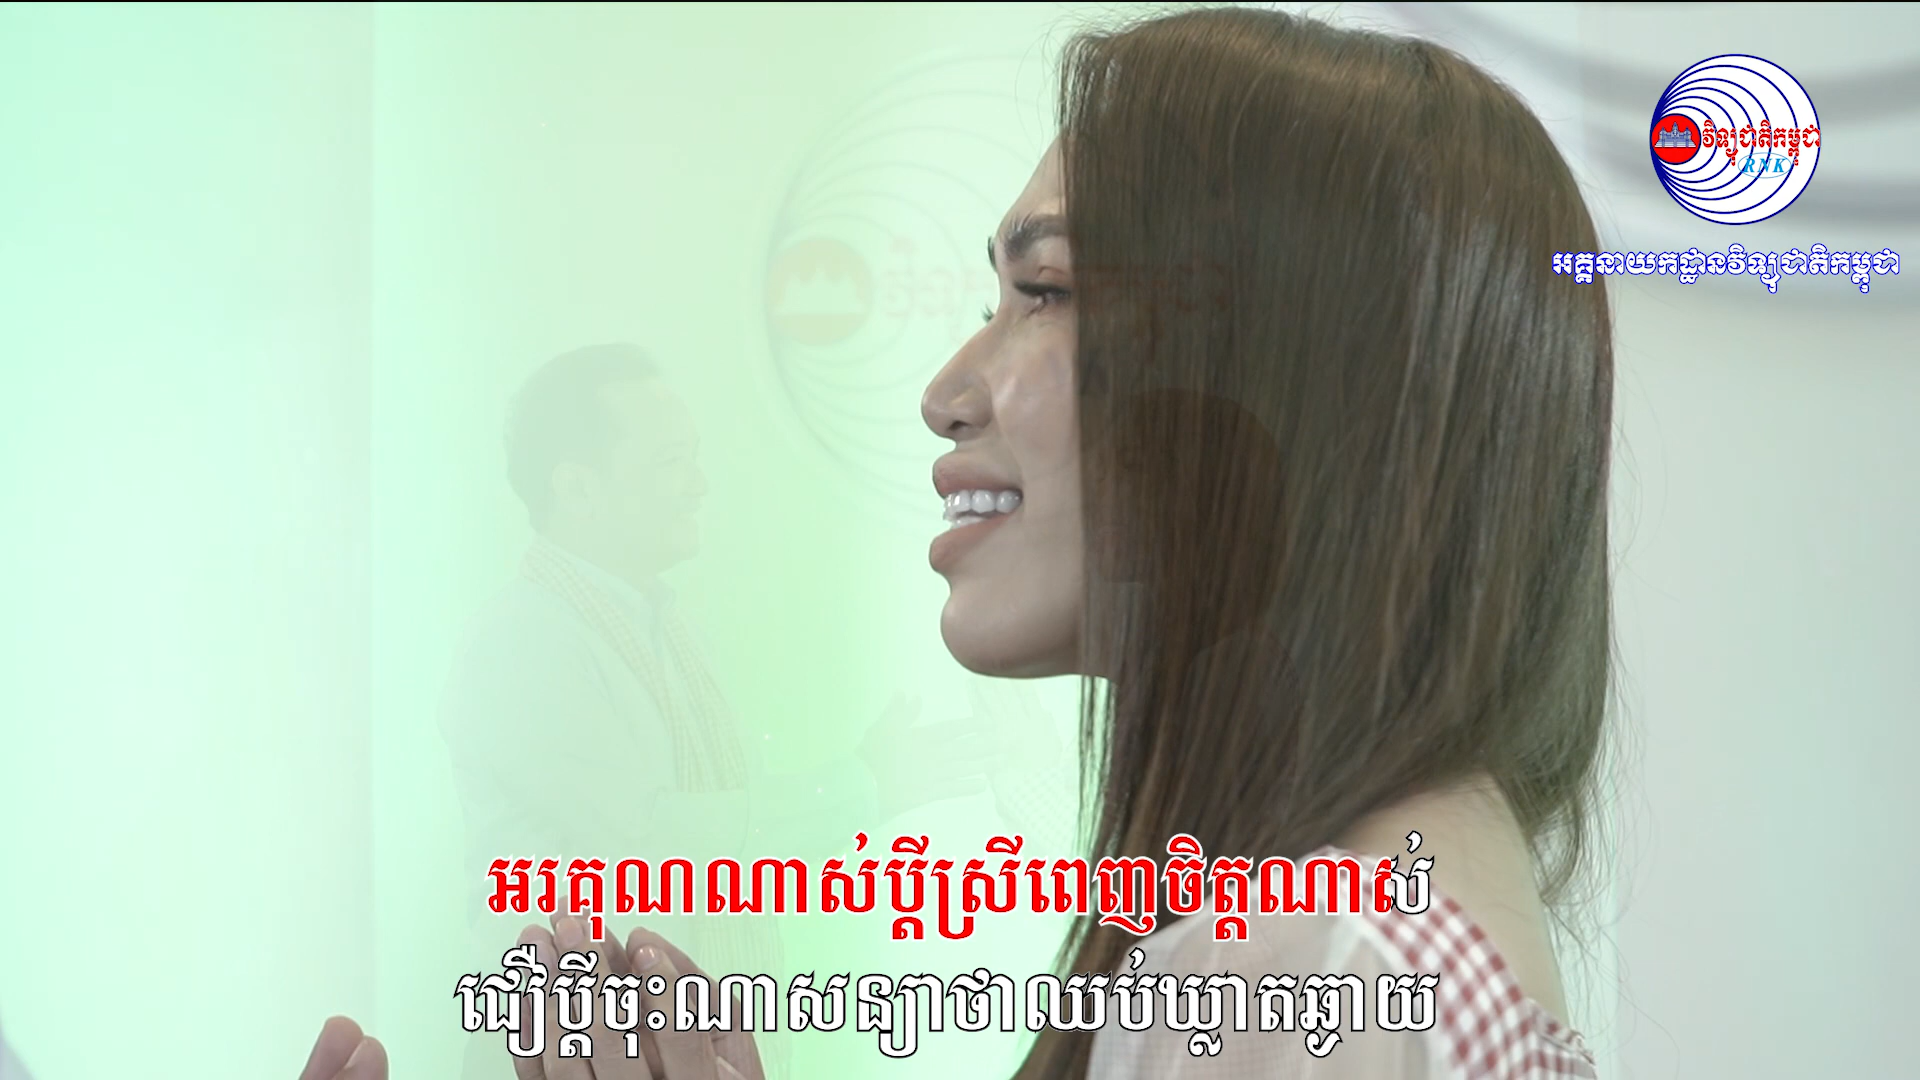 វិទ្យុជាតិកម្ពុជា
RNK
អគ្គនាយកដ្ឋានវិទ្យុជាតិកម្ពុជា
អរគុណណាស់ប្ដីស្រីពេញចិត្តណាស់
ជឿប្ដីចុះណាសន្យាថាឈប់ឃ្លាតឆ្ងាយ